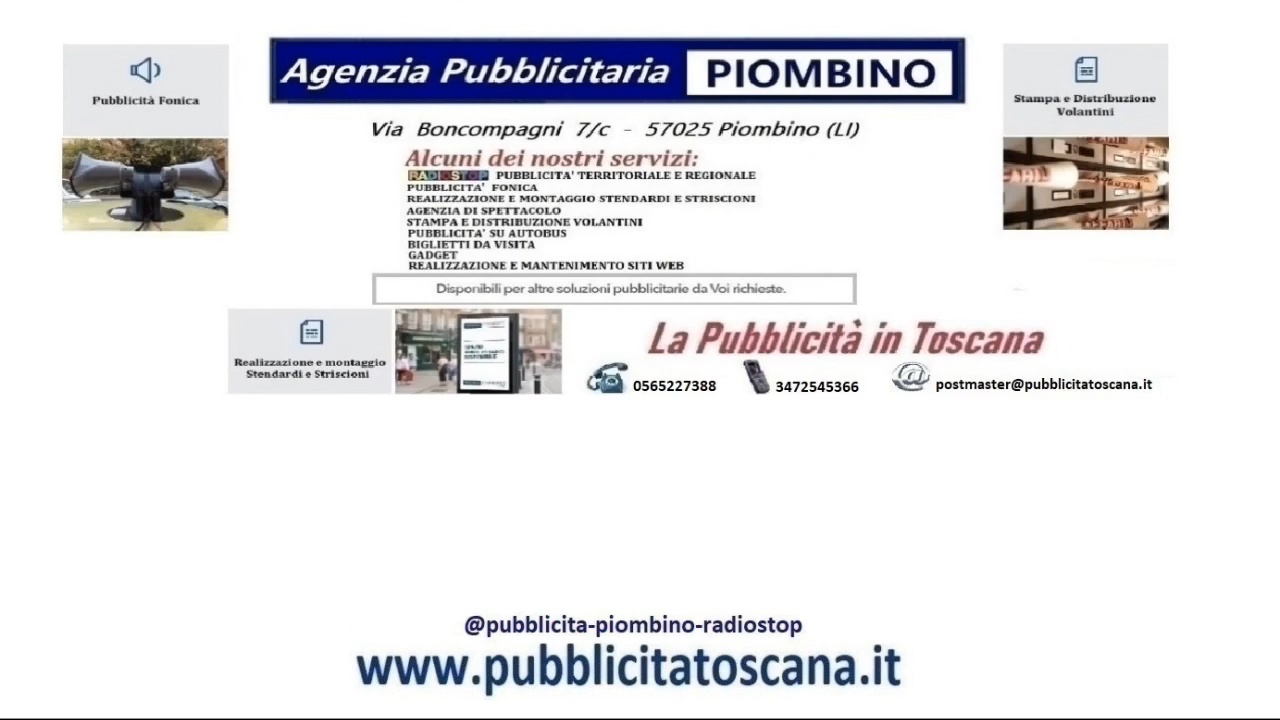 Agenzia Pubblicitaria PIOMBINO
Pubblicità Fonica
Stampa e Distribuzione
Volantini
Via Boncompagni 7/c - 57025 Piombino (LI)
Alcuni dei nostri servizi:
RADIOSTOP PUBBLICITA' TERRITORIALE E REGIONALE
PUBBLICITA' FONICA
REALIZZAZIONE E MONTAGGIO STENDARDI E STRISCIONI
AGENZIA DI SPETTACOLO
STAMPA E DISTRIBUZIONE VOLANTINI
PUBBLICITA' SU AUTOBUS
BIGLIETTI DA VISITA
GADGET
REALIZZAZIONE E MANTENIMENTO SITI WEB
Disponibili per altre soluzioni pubblicitarie da Voi richieste.
Realizzazione e montaggio
Stendardi e Striscioni
La Pubblicità in Toscana
0565227388
3472545366
postmaster@pubblicitatoscana.it
@pubblicita-piombino-radiostop
www.pubblicitatoscana.it